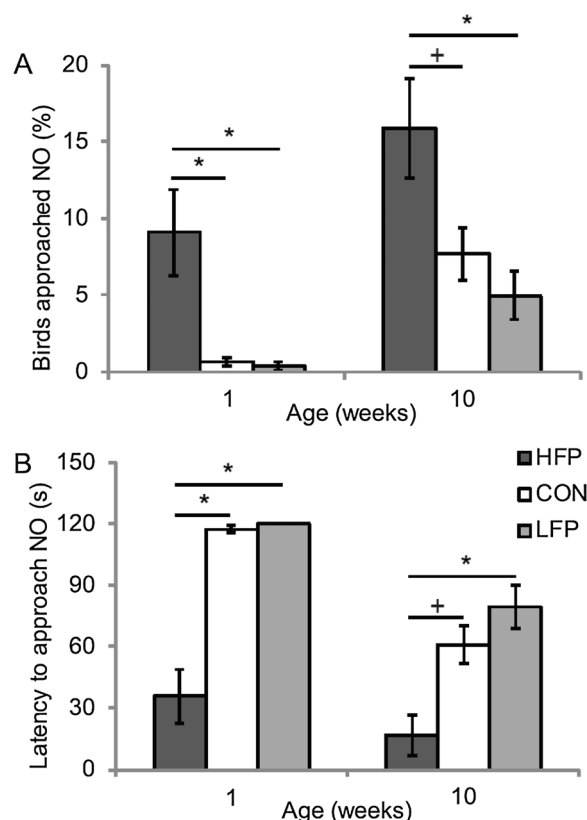 A
Birds approached NO (%)
20
15
10
5
0
*
*
*
+
1
10
Age (weeks)
B
Latency to approach NO (s)
150
120
90
60
30
0
*
*
*
+
HFP
CON
LFP
1
10
Age (weeks)